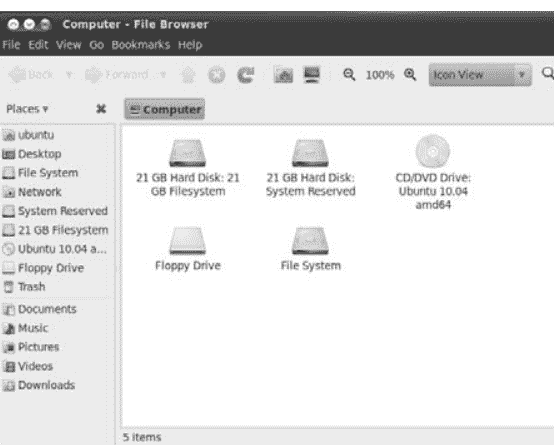 Computer - File Browser
File Edit View Go Bookmarks Help
Back Forward 100% Icon View
Places Computer
ubuntu
Desktop
File System
Network
System Reserved
21 GB Filesystem
Ubuntu 10.04 a...
Floppy Drive
Trash
Documents
Music
Pictures
Videos
Downloads
21 GB Hard Disk: 21
GB Filesystem
21 GB Hard Disk:
System Reserved
CD/DVD Drive:
Ubuntu 10.04
amd64
Floppy Drive
File System
5 items